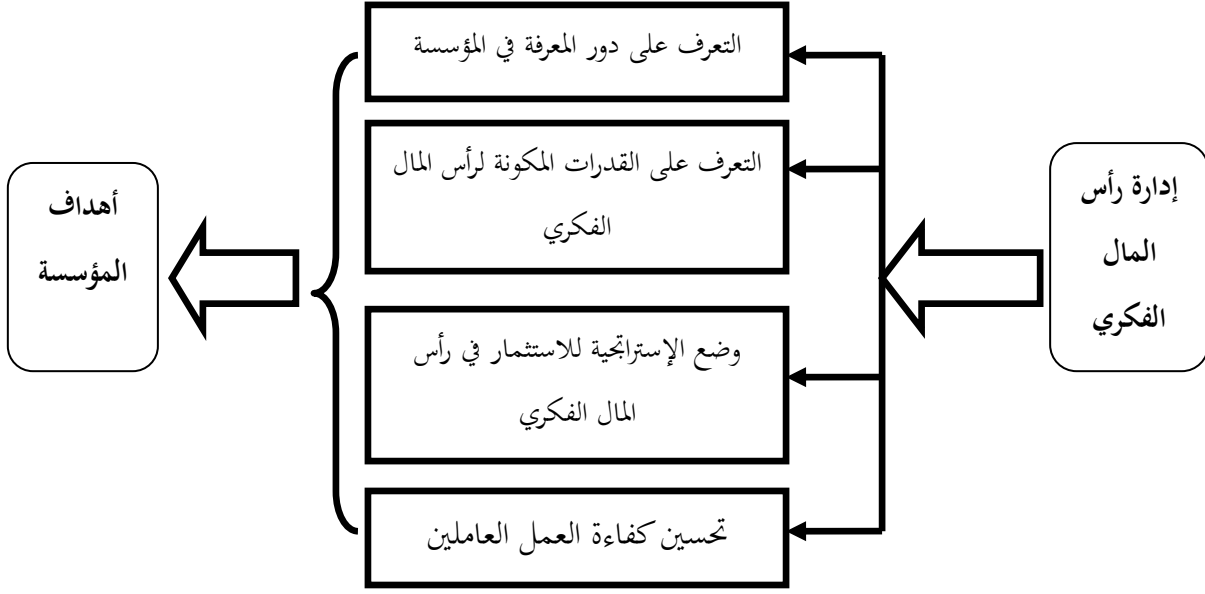 إدارة رأس
المال
الفكري
التعرف على دور المعرفة في المؤسسة
التعرف على القدرات المكونة لرأس المال
الفكري
وضع الإستراتجية للاستثمار في رأس
المال الفكري
تحسين كفاءة العمل العاملين
أهداف
المؤسسة